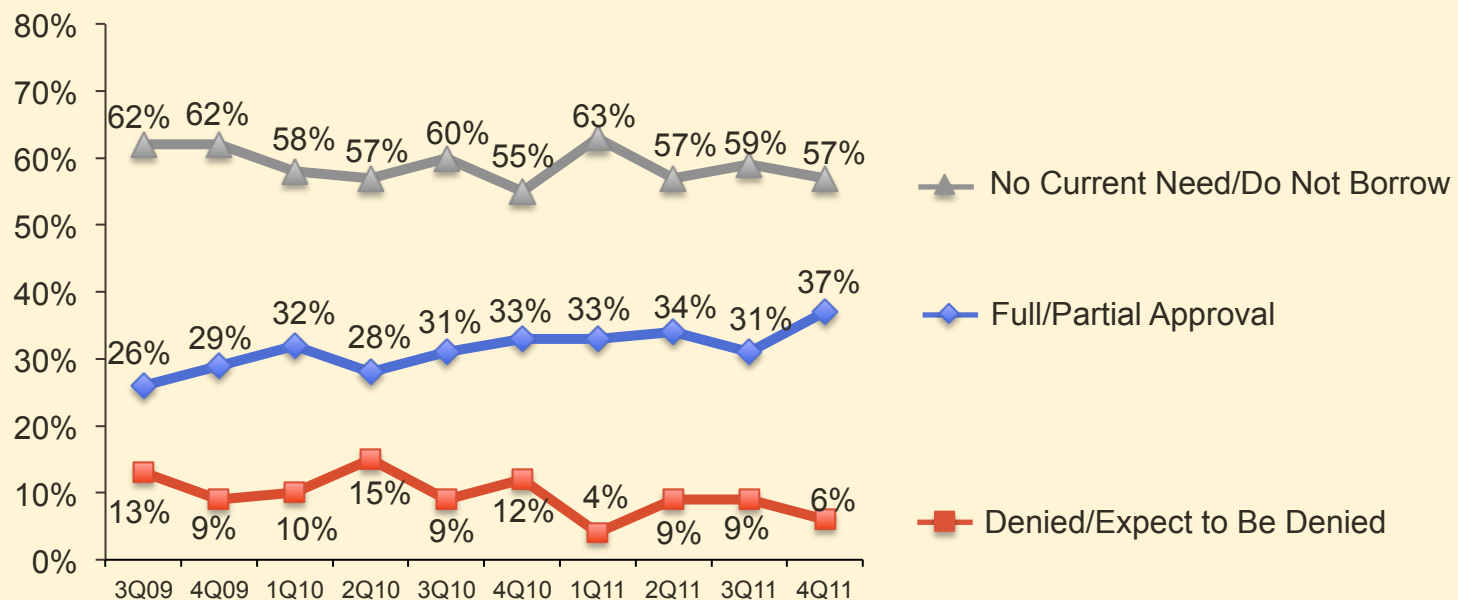 80%
70%
60%
50%
40%
30%
20%
10%
0%
62% 62% 58% 57% 60% 55% 63% 57% 59% 57%
26% 29% 32% 28% 31% 33% 33% 34% 31% 37%
13% 9% 10% 15% 9% 12% 4% 9% 9% 6%
3Q09 4Q09 1Q10 2Q10 3Q10 4Q10 1Q11 2Q11 3Q11 4Q11
No Current Need/Do Not Borrow
Full/Partial Approval
Denied/Expect to Be Denied